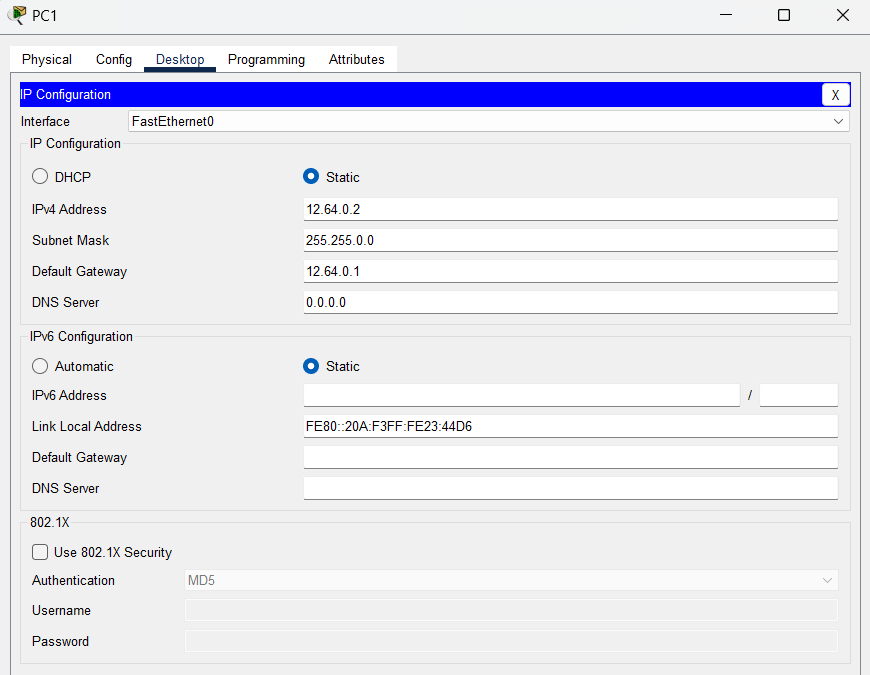 PC1
Physical Config Desktop Programming Attributes
IP Configuration X
Interface FastEthernet0
IP Configuration
DHCP Static
IPv4 Address 12.64.0.2
Subnet Mask 255.255.0.0
Default Gateway 12.64.0.1
DNS Server 0.0.0.0
IPv6 Configuration
Automatic Static
IPv6 Address /
Link Local Address FE80::20A:F3FF:FE23:44D6
Default Gateway
DNS Server
802.1X
Use 802.1X Security
Authentication MD5
Username
Password